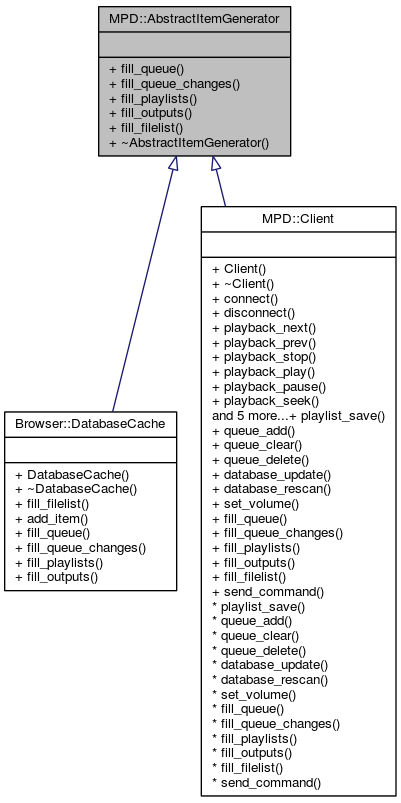 MPD::AbstractItemGenerator
+ fill_queue()
+ fill_queue_changes()
+ fill_playlists()
+ fill_outputs()
+ fill_filelist()
+ ~AbstractItemGenerator()
MPD::Client
+ Client()
+ ~Client()
+ connect()
+ disconnect()
+ playback_next()
+ playback_prev()
+ playback_stop()
+ playback_play()
+ playback_pause()
+ playback_seek()
and 5 more...+ playlist_save()
+ queue_add()
+ queue_clear()
+ queue_delete()
+ database_update()
+ database_rescan()
+ set_volume()
+ fill_queue()
+ fill_queue_changes()
+ fill_playlists()
+ fill_outputs()
+ fill_filelist()
+ send_command()
* playlist_save()
* queue_add()
* queue_clear()
* queue_delete()
* database_update()
* database_rescan()
* set_volume()
* fill_queue()
* fill_queue_changes()
* fill_playlists()
* fill_outputs()
* fill_filelist()
* send_command()
Browser::DatabaseCache
+ DatabaseCache()
+ ~DatabaseCache()
+ fill_filelist()
+ add_item()
+ fill_queue()
+ fill_queue_changes()
+ fill_playlists()
+ fill_outputs()